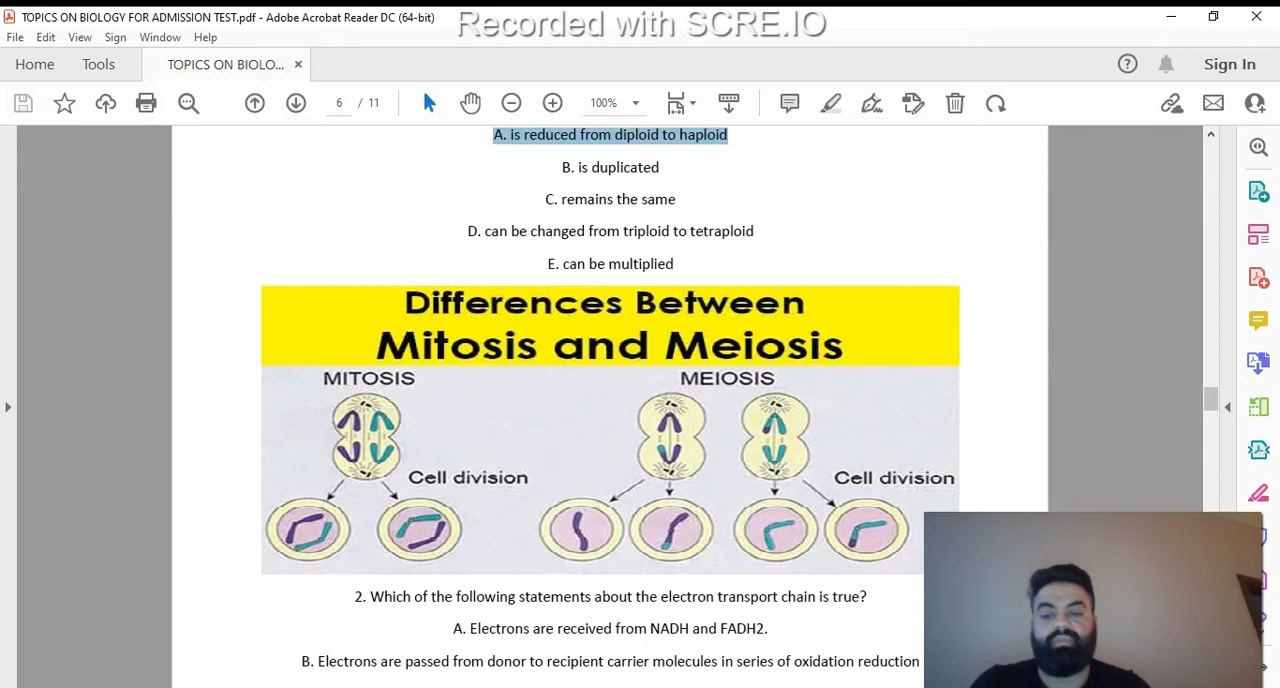 TOPICS ON BIOLOGY FOR ADMISSION TEST.pdf - Adobe Acrobat Reader DC (64-bit)
Recorded with SCRE.IO
File Edit View Sign Window Help
Home Tools TOPICS ON BIOLO... × Sign In
6 / 11 100%
A. is reduced from diploid to haploid
B. is duplicated
C. remains the same
D. can be changed from triploid to tetraploid
E. can be multiplied
Differences Between
Mitosis and Meiosis
MITOSIS MEIOSIS
Cell division Cell division
2. Which of the following statements about the electron transport chain is true?
A. Electrons are received from NADH and FADH2.
B. Electrons are passed from donor to recipient carrier molecules in series of oxidation reduction